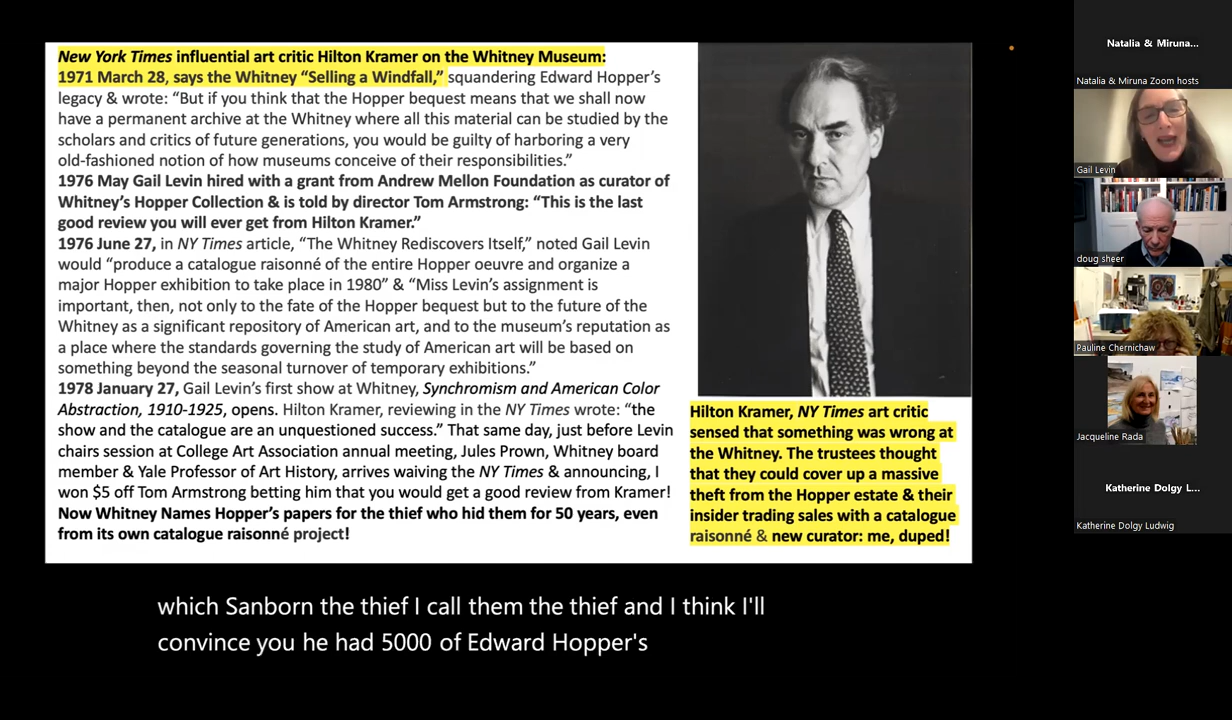 New York Times influential art critic Hilton Kramer on the Whitney Museum:
1971 March 28, says the Whitney “Selling a Windfall,” squandering Edward Hopper’s
legacy & wrote: “But if you think that the Hopper bequest means that we shall now
have a permanent archive at the Whitney where all this material can be studied by the
scholars and critics of future generations, you would be guilty of harboring a very
old-fashioned notion of how museums conceive of their responsibilities.”
1976 May Gail Levin hired with a grant from Andrew Mellon Foundation as curator of
Whitney’s Hopper Collection & is told by director Tom Armstrong: “This is the last
good review you will ever get from Hilton Kramer.”
1976 June 27, in NY Times article, “The Whitney Rediscovers Itself,” noted Gail Levin
would “produce a catalogue raisonné of the entire Hopper oeuvre and organize a
major Hopper exhibition to take place in 1980” & “Miss Levin’s assignment is
important, then, not only to the fate of the Hopper bequest but to the future of the
Whitney as a significant repository of American art, and to the museum’s reputation as
a place where the standards governing the study of American art will be based on
something beyond the seasonal turnover of temporary exhibitions.”
1978 January 27, Gail Levin’s first show at Whitney, Synchromism and American Color
Abstraction, 1910-1925, opens. Hilton Kramer, reviewing in the NY Times wrote: “the
show and the catalogue are an unquestioned success.” That same day, just before Levin
chairs session at College Art Association annual meeting, Jules Prown, Whitney board
member & Yale Professor of Art History, arrives waiving the NY Times & announcing, I
won $5 off Tom Armstrong betting him that you would get a good review from Kramer!
Now Whitney Names Hopper’s papers for the thief who hid them for 50 years, even
from its own catalogue raisonné project!
Hilton Kramer, NY Times art critic
sensed that something was wrong at
the Whitney. The trustees thought
that they could cover up a massive
theft from the Hopper estate & their
insider trading sales with a catalogue
raisonné & new curator: me, duped!
which Sanborn the thief I call them the thief and I think I'll
convince you he had 5000 of Edward Hopper's
Natalia & Miruna...
Natalia & Miruna Zoom hosts
Gail Levin
doug sheer
Pauline Chernichaw
Jacqueline Rada
Katherine Dolgy L...
Katherine Dolgy Ludwig